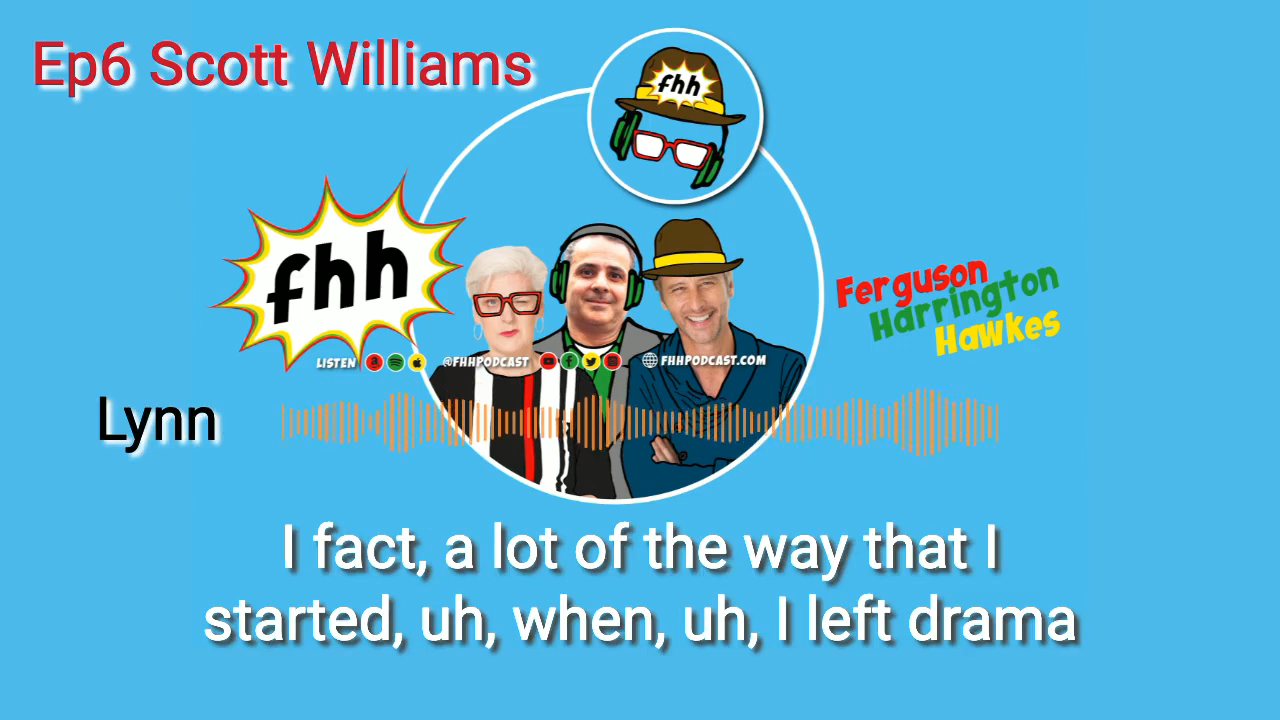 Ep6 Scott Williams
fhh
fhh
Ferguson
Harrington
Hawkes
LISTEN @FHHPODCAST FHHPODCAST.COM
Lynn
I fact, a lot of the way that I
started, uh, when, uh, I left drama